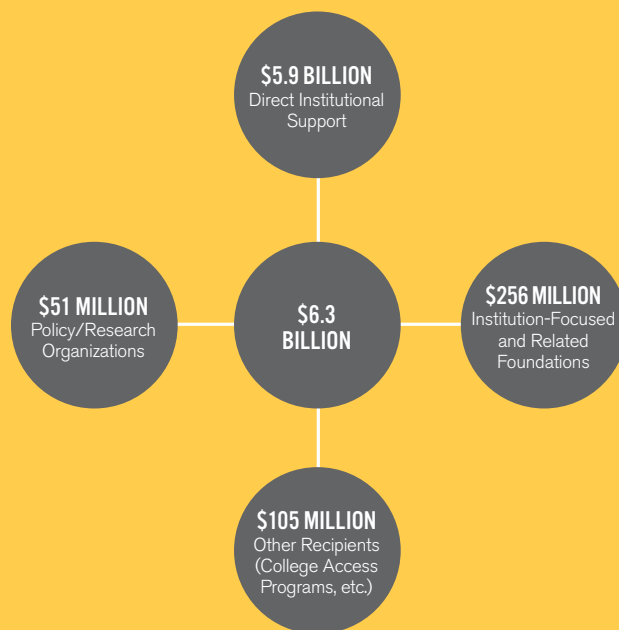 $5.9 BILLION
Direct Institutional
Support
$51 MILLION
Policy/Research
Organizations
$6.3
BILLION
$256 MILLION
Institution-Focused
and Related
Foundations
$105 MILLION
Other Recipients
(College Access
Programs, etc.)